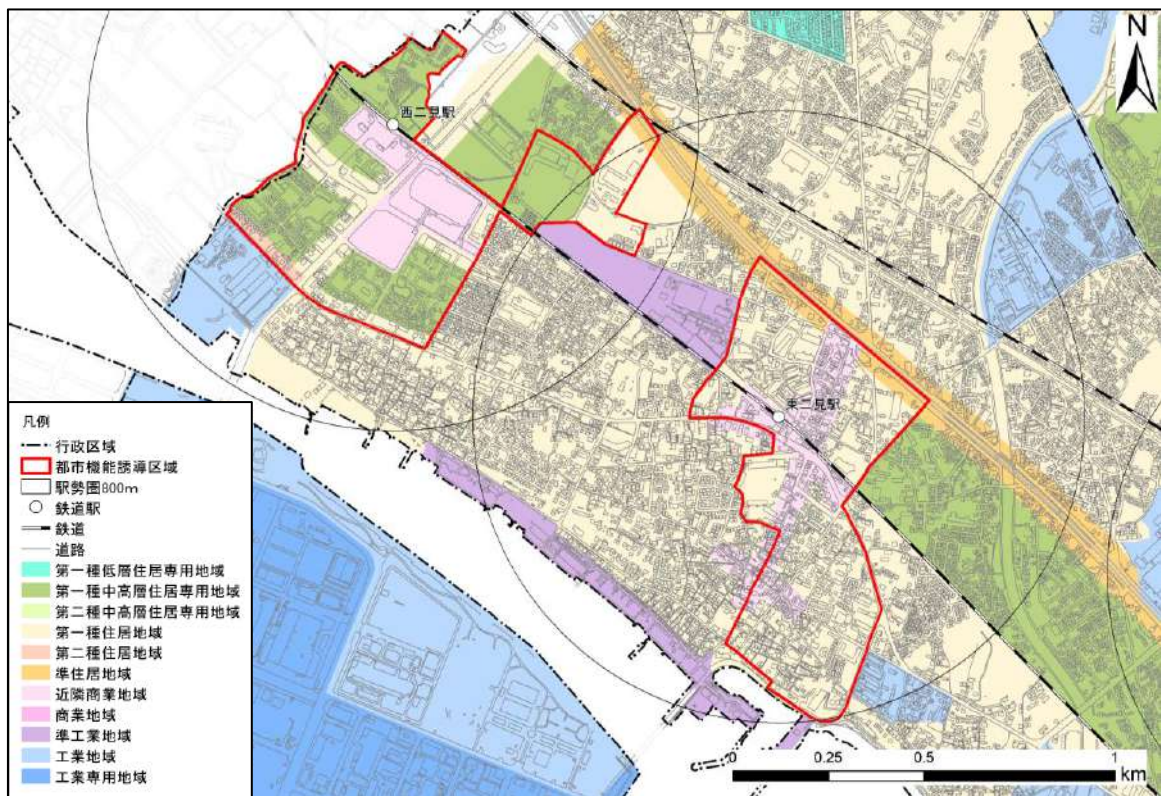 N
西二見駅
東二見駅
凡例
行政区域
都市機能誘導区域
駅勢圏800m
鉄道駅
鉄道
道路
第一種低層住居専用地域
第一種中高層住居専用地域
第二種中高層住居専用地域
第一種住居地域
第二種住居地域
準住居地域
近隣商業地域
商業地域
準工業地域
工業地域
工業専用地域
0 0.25 0.5 1
km